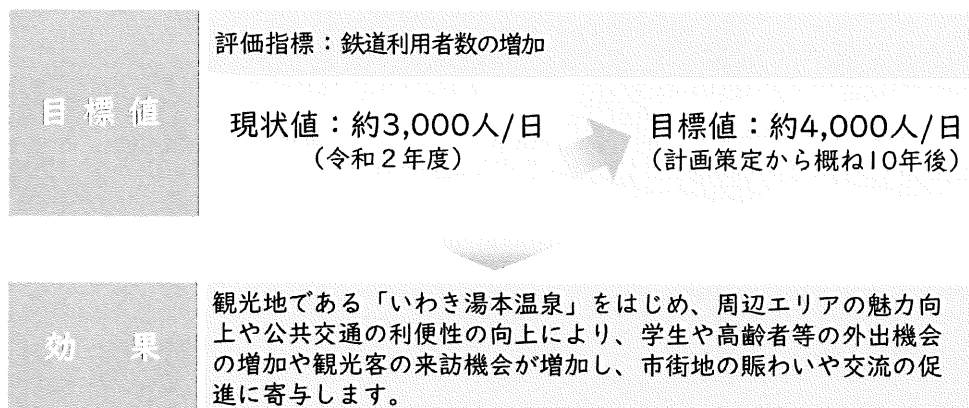 評価指標：鉄道利用者数の増加
目標値
現状値：約3,000人/日
（令和２年度）
目標値：約4,000人/日
（計画策定から概ね10年後）
効果
観光地である「いわき湯本温泉」をはじめ、周辺エリアの魅力向
上や公共交通の利便性の向上により、学生や高齢者等の外出機会
の増加や観光客の来訪機会が増加し、市街地の賑わいや交流の促
進に寄与します。